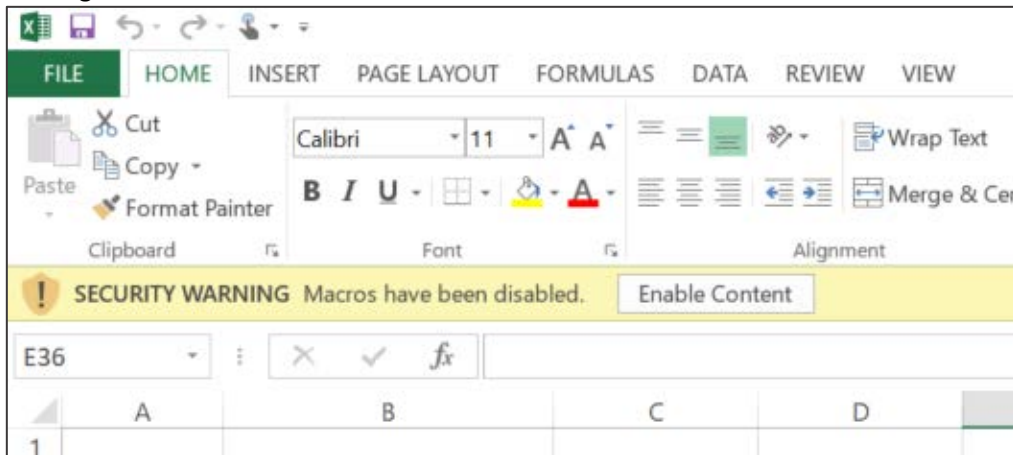 FILE HOME INSERT PAGE LAYOUT FORMULAS DATA REVIEW VIEW
Cut
Calibri 11 A A Wrap Text
Copy
Paste
B I U A Merge & Cen
Format Painter
Clipboard Font Alignment
! SECURITY WARNING Macros have been disabled. Enable Content
E36 fx
A B C D
1